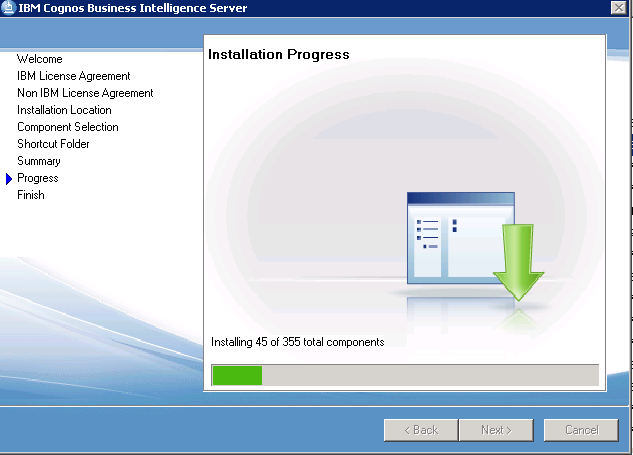 IBM Cognos Business Intelligence Server
Welcome
IBM License Agreement
Non IBM License Agreement
Installation Location
Component Selection
Shortcut Folder
Summary
Progress
Finish
Installation Progress
Installing 45 of 355 total components
< Back
Next >
Cancel